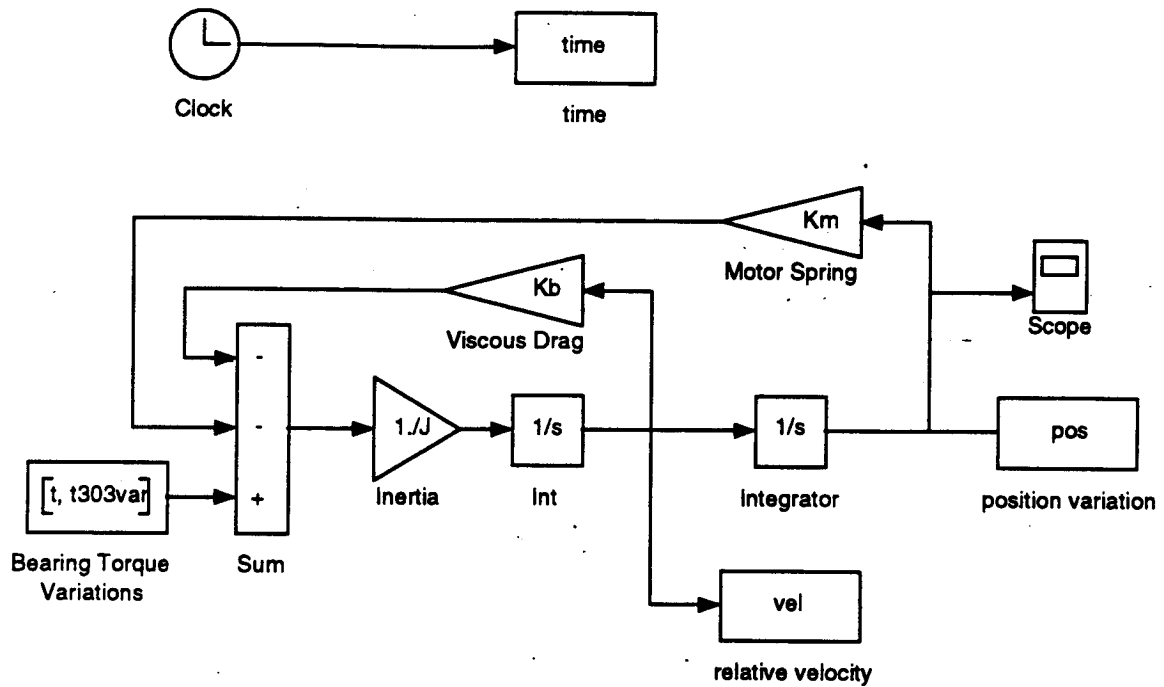 time
Clock
time
Km
Motor Spring
Kb
Viscous Drag
Scope
-
-
+
Sum
1./J
Inertia
1/s
Int
1/s
Integrator
pos
position variation
[t, t303var]
Bearing Torque
Variations
vel
relative velocity